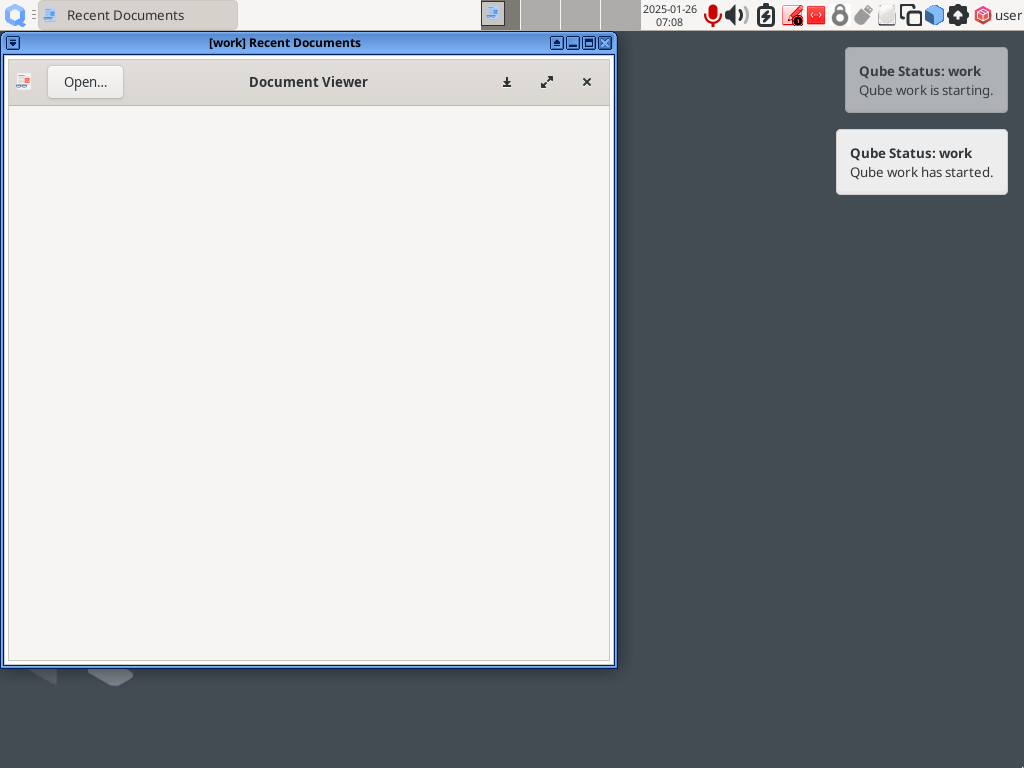 Recent Documents
2025-01-26
07:08
user
[work] Recent Documents
Open...
Document Viewer
Qube Status: work
Qube work is starting.
Qube Status: work
Qube work has started.